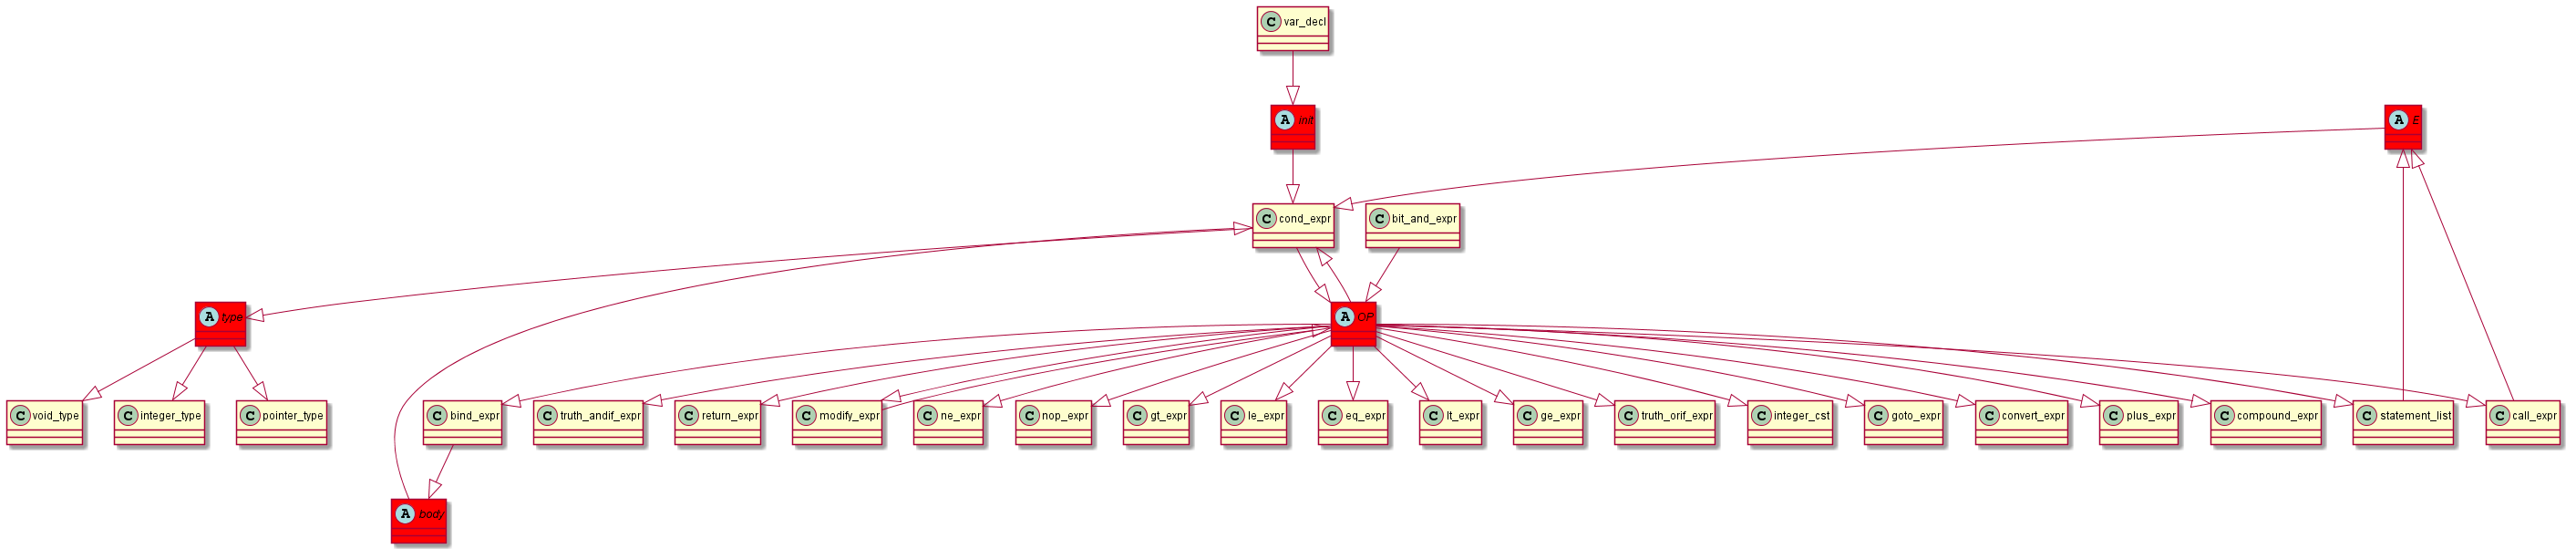 C var_decl
A init
A E
C cond_expr
C bit_and_expr
A type
A OP
C void_type
C integer_type
C pointer_type
C bind_expr
C truth_andif_expr
C return_expr
C modify_expr
C ne_expr
C nop_expr
C gt_expr
C le_expr
C eq_expr
C lt_expr
C ge_expr
C truth_orif_expr
C integer_cst
C goto_expr
C convert_expr
C plus_expr
C compound_expr
C statement_list
C call_expr
A body